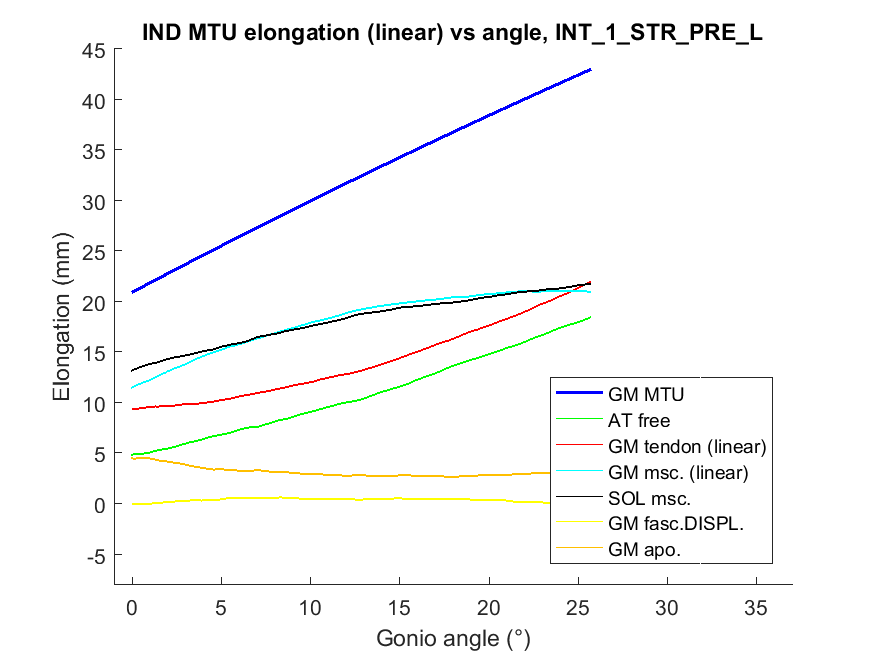 IND MTU elongation (linear) vs angle, INT_1_STR_PRE_L
45
40
35
30
25
20
15
10
5
0
-5
Elongation (mm)
0 5 10 15 20 25 30 35
Gonio angle (°)
GM MTU
AT free
GM tendon (linear)
GM msc. (linear)
SOL msc.
GM fasc.DISPL.
GM apo.